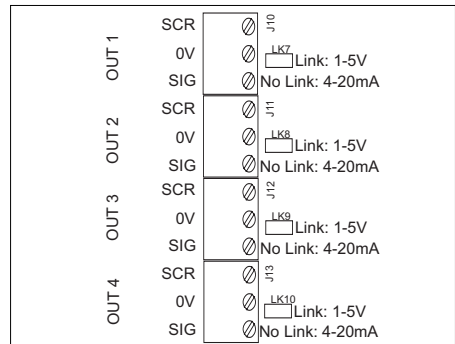 OUT 1
SCR
0V
SIG
J10
LK7
Link: 1-5V
No Link: 4-20mA
OUT 2
SCR
0V
SIG
J11
LK8
Link: 1-5V
No Link: 4-20mA
OUT 3
SCR
0V
SIG
J12
LK9
Link: 1-5V
No Link: 4-20mA
OUT 4
SCR
0V
SIG
J13
LK10
Link: 1-5V
No Link: 4-20mA